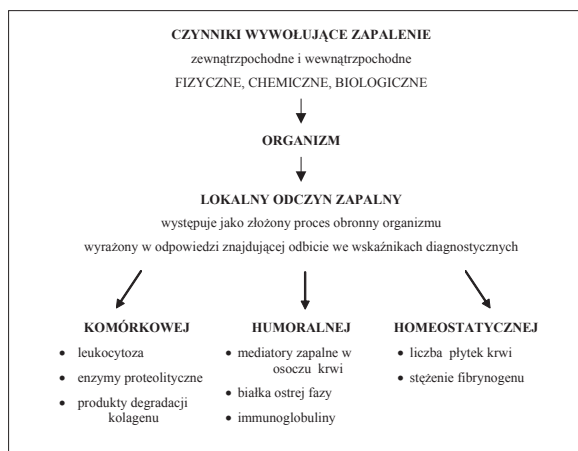 CZYNNIKI WYWOŁUJĄCE ZAPALENIE
zewnątrzpochodne i wewnątrzpochodne
FIZYCZNE, CHEMICZNE, BIOLOGICZNE
ORGANIZM
LOKALNY ODCZYN ZAPALNY
występuje jako złożony proces obronny organizmu
wyrażony w odpowiedzi znajdującej odbicie we wskaźnikach diagnostycznych
KOMÓRKOWEJ
• leukocytoza
• enzymy proteolityczne
• produkty degradacji
kolagenu
HUMORALNEJ
• mediatory zapalne w
osoczu krwi
• białka ostrej fazy
• immunoglobuliny
HOMEOSTATYCZNEJ
• liczba płytek krwi
• stężenie fibrynogenu